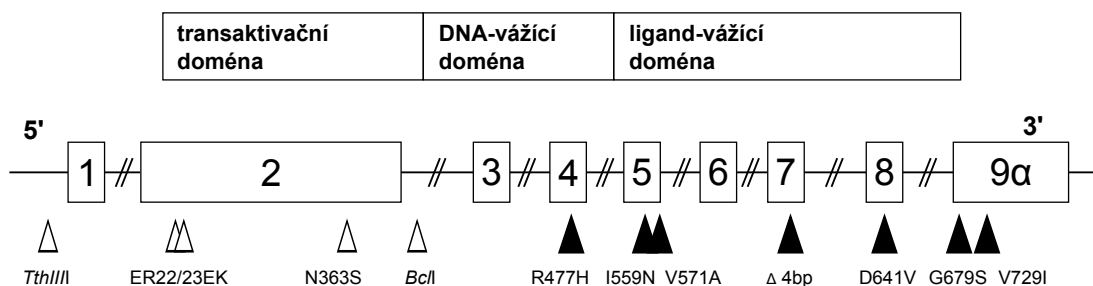 transaktivační doména
DNA-vážící doména
ligand-vážící doména
5'
3'
1 // 2 // 3 // 4 // 5 // 6 // 7 // 8 // 9α
TthIIII ER22/23EK N363S BclI R477H I559N V571A Δ 4bp D641V G679S V729I